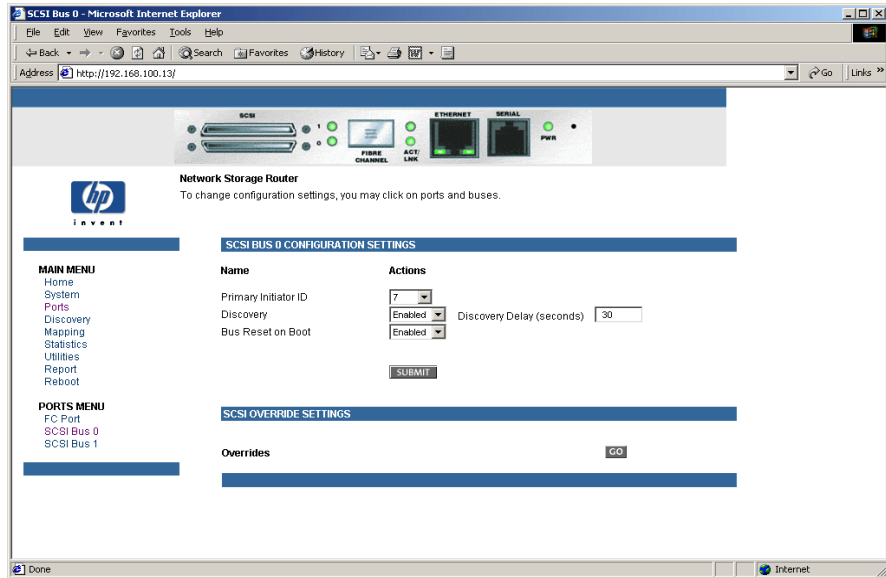 SCSI Bus 0 - Microsoft Internet Explorer
File Edit View Favorites Tools Help
Back Search Favorites History
Address http://192.168.100.13/ Go Links »
SCSI
1
0
FIBRE CHANNEL
ACT/ LNK
ETHERNET
SERIAL
PWR
hp
invent
Network Storage Router
To change configuration settings, you may click on ports and buses.
SCSI BUS 0 CONFIGURATION SETTINGS
MAIN MENU
Home
System
Ports
Discovery
Mapping
Statistics
Utilities
Report
Reboot
PORTS MENU
FC Port
SCSI Bus 0
SCSI Bus 1
Name Actions
Primary Initiator ID 7
Discovery Enabled Discovery Delay (seconds) 30
Bus Reset on Boot Enabled
SUBMIT
SCSI OVERRIDE SETTINGS
Overrides GO
Done Internet